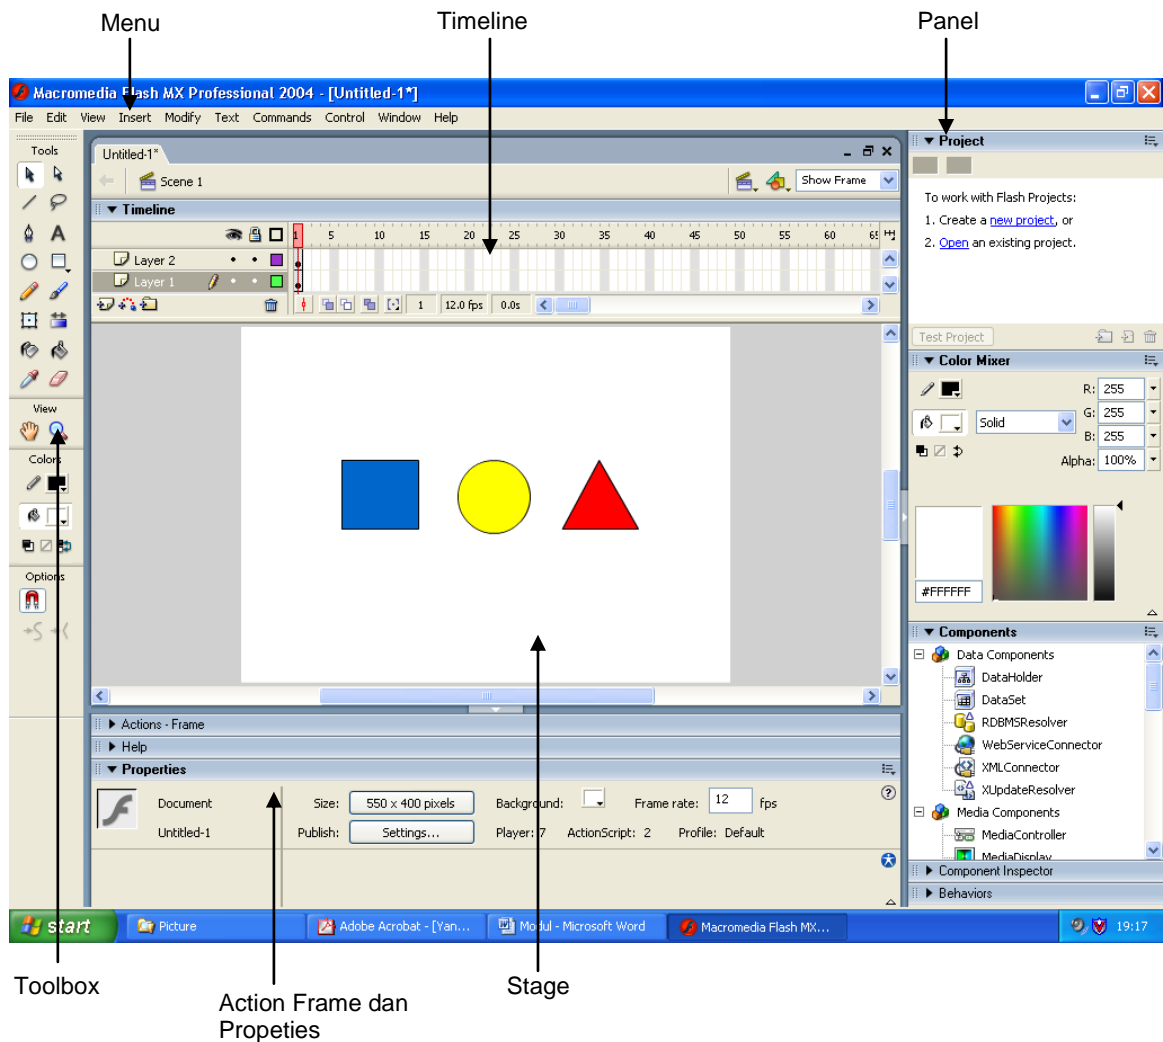 Menu
Timeline
Panel
Macromedia Flash MX Professional 2004 - [Untitled-1*]
File Edit View Insert Modify Text Commands Control Window Help
Tools
Untitled-1*
Scene 1
Show Frame
Timeline
1 5 10 15 20 25 30 35 40 45 50 55 60 65
Layer 2
Layer 1
1 12.0 fps 0.0s
View
Colors
Options
Project
To work with Flash Projects:
1. Create a new project, or
2. Open an existing project.
Test Project
Color Mixer
R: 255
Solid
G: 255
B: 255
Alpha: 100%
#FFFFFF
Components
Data Components
DataHolder
DataSet
RDBMSResolver
WebServiceConnector
XMLConnector
XUpdateResolver
Media Components
MediaController
MediaDisplay
Component Inspector
Behaviors
Actions - Frame
Help
Properties
Document
Size: 550 x 400 pixels
Background:
Frame rate: 12 fps
Untitled-1
Publish: Settings...
Player: 7 ActionScript: 2 Profile: Default
start
Picture
Adobe Acrobat - [Yan...
Modul - Microsoft Word
Macromedia Flash MX...
19:17
Toolbox
Action Frame dan
Propeties
Stage